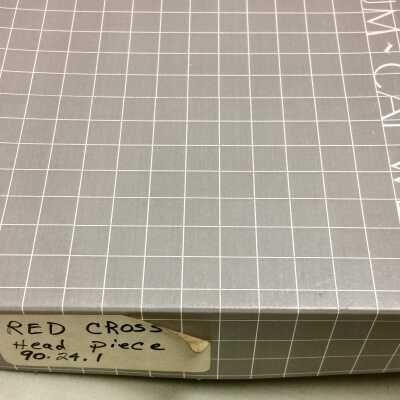 RED CROSS
Head piece
90.24.1